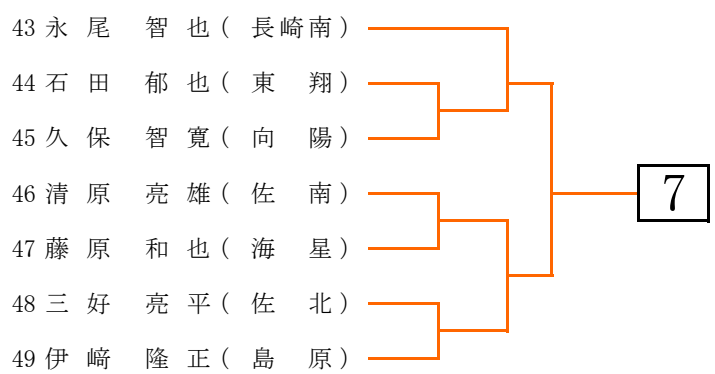 43 永尾 智也(長崎南)
44 石田 郁也(東 翔)
45 久保 智寛(向 陽)
46 清原 亮雄(佐 南)
7
47 藤原 和也(海 星)
48 三好 亮平(佐 北)
49 伊﨑 隆正(島 原)